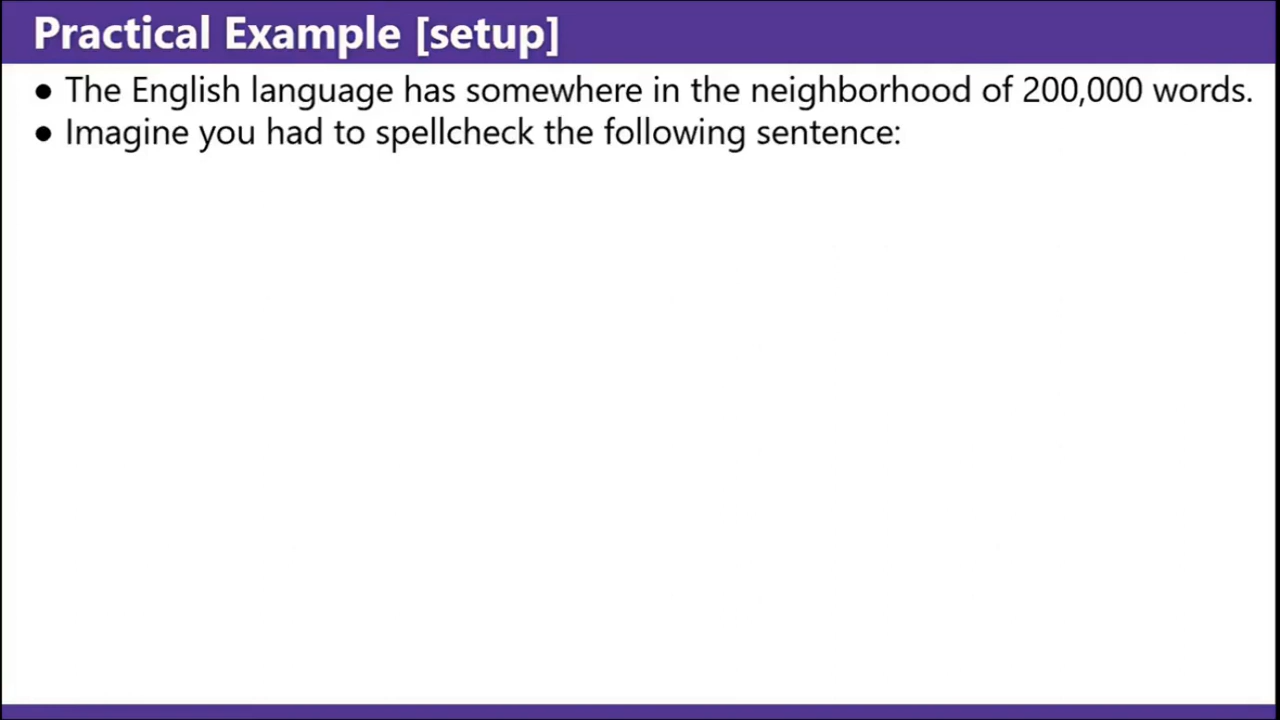 Practical Example [setup]
● The English language has somewhere in the neighborhood of 200,000 words.
● Imagine you had to spellcheck the following sentence: